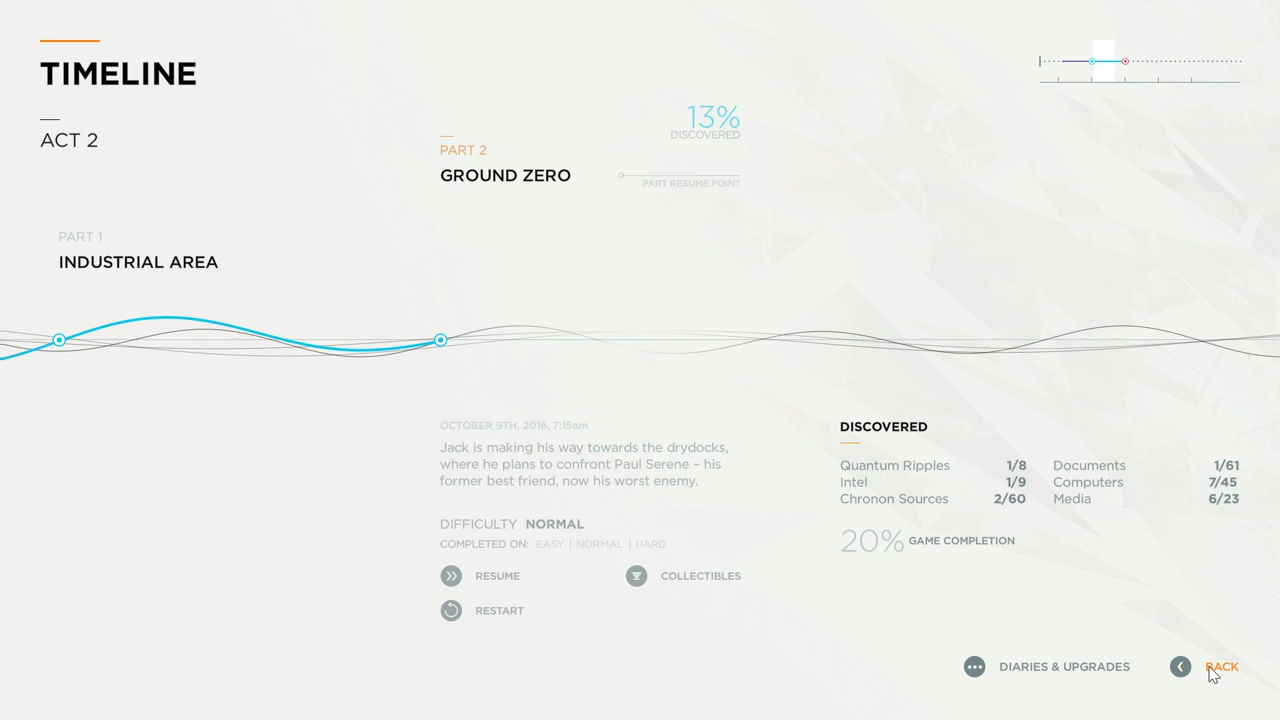 TIMELINE
ACT 2
PART 1
INDUSTRIAL AREA
PART 2
GROUND ZERO
13%
DISCOVERED
PART RESUME POINT
OCTOBER 9TH, 2016, 7:15am
Jack is making his way towards the drydocks,
where he plans to confront Paul Serene – his
former best friend, now his worst enemy.
DIFFICULTY NORMAL
COMPLETED ON: EASY | NORMAL | HARD
RESUME
COLLECTIBLES
RESTART
DISCOVERED
Quantum Ripples 1/8
Intel 1/9
Chronon Sources 2/60
Documents 1/61
Computers 7/45
Media 6/23
20% GAME COMPLETION
DIARIES & UPGRADES
BACK